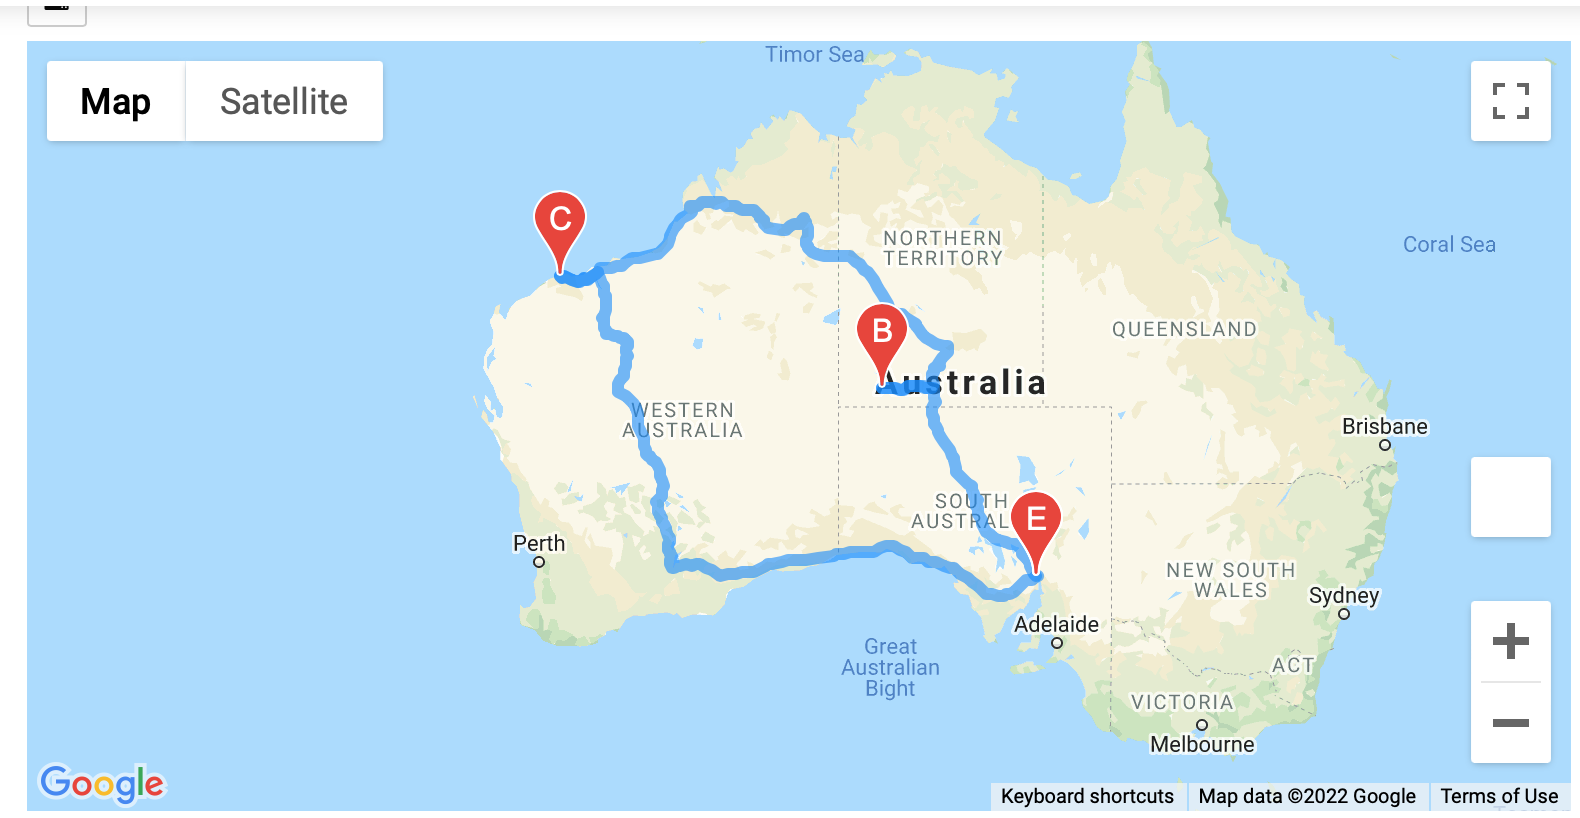 Timor Sea
Map
Satellite
C
NORTHERN
TERRITORY
Coral Sea
B
QUEENSLAND
Australia
WESTERN
AUSTRALIA
Brisbane
SOUTH
AUSTRAL
E
Perth
NEW SOUTH
WALES
Sydney
Adelaide
Great
Australian
Bight
ACT
VICTORIA
Melbourne
Google
Keyboard shortcuts
Map data ©2022 Google
Terms of Use